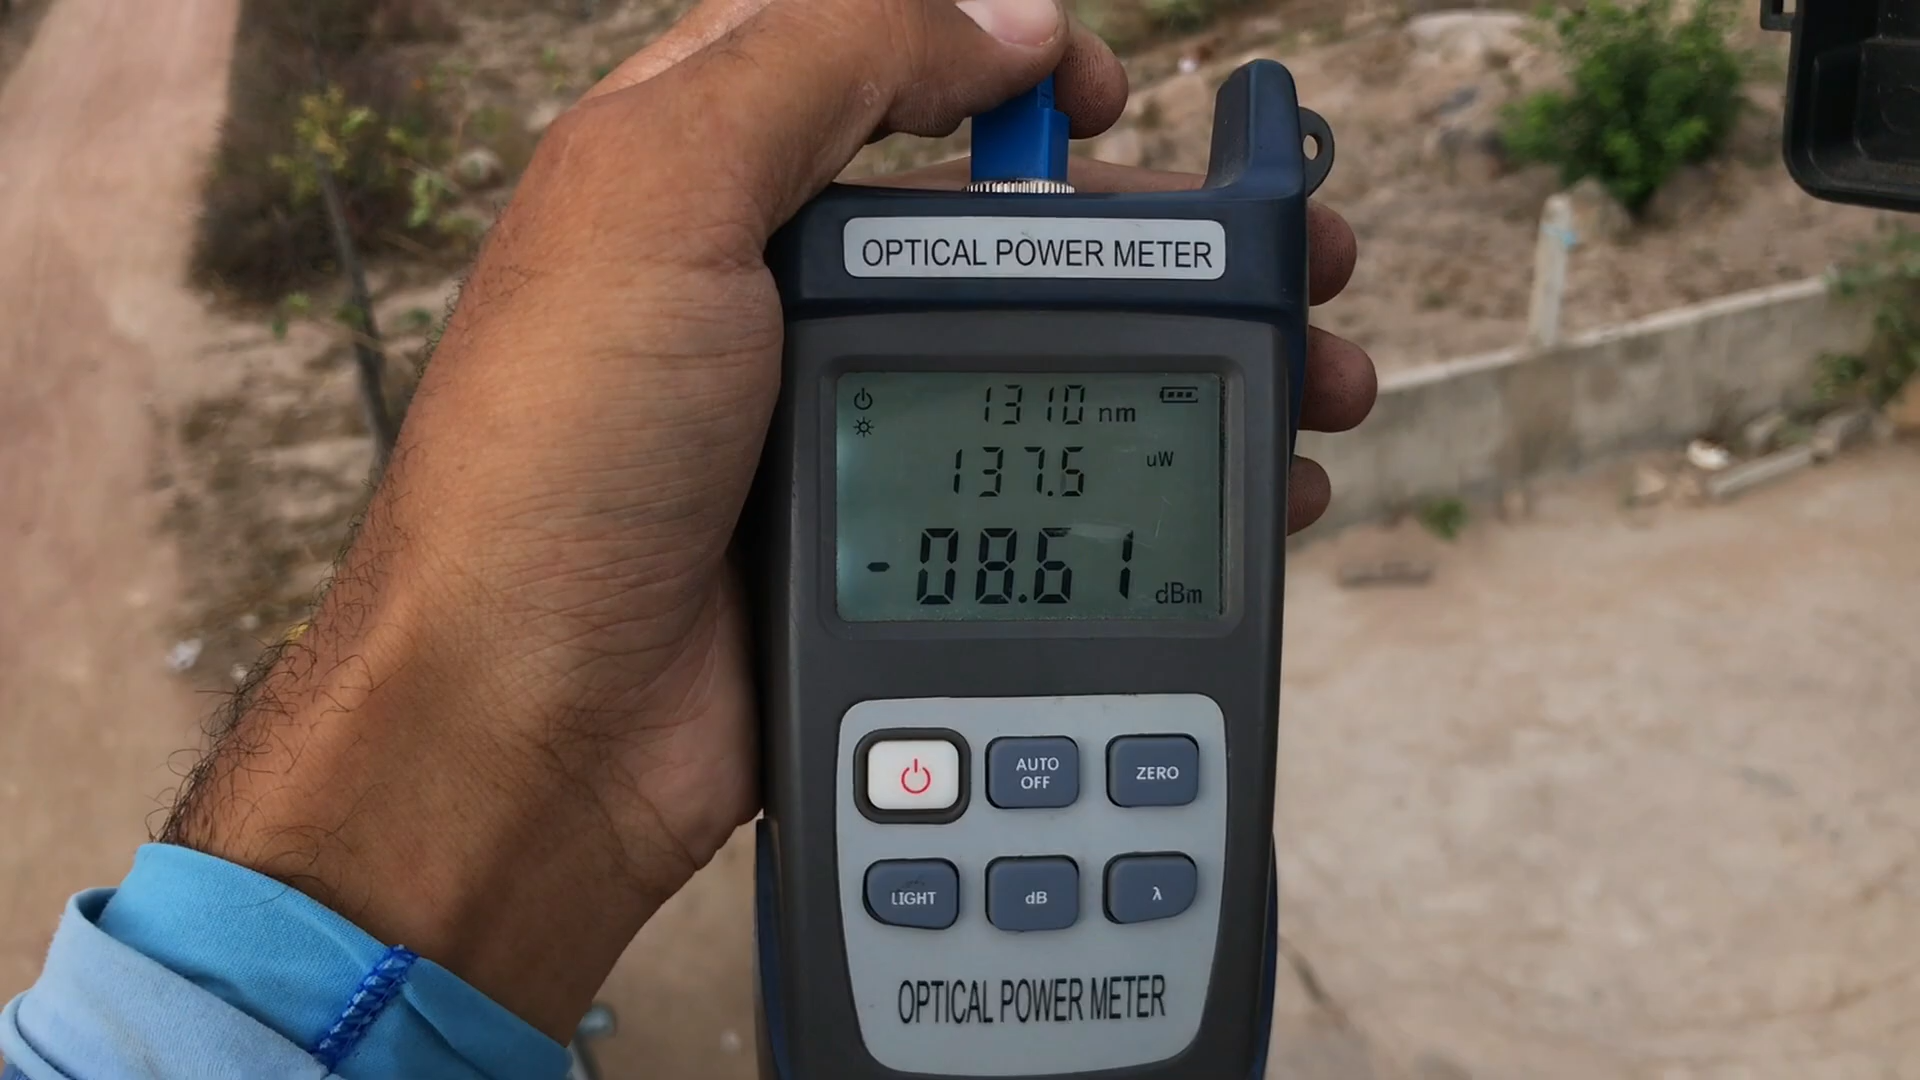 OPTICAL POWER METER
1310 nm
137.5 uW
-08.61 dBm
AUTO OFF
ZERO
LIGHT
dB
λ
OPTICAL POWER METER